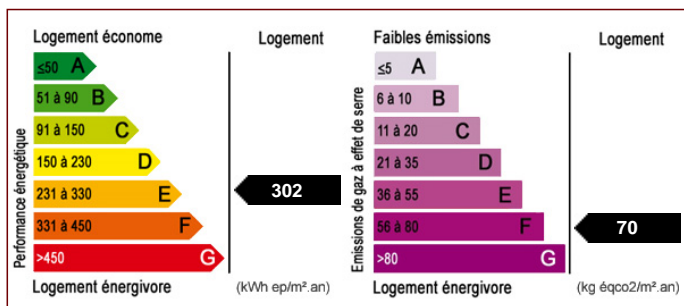 Logement économe
Logement
≤50 A
51 à 90 B
91 à 150 C
150 à 230 D
231 à 330 E
331 à 450 F
>450 G
302
Performance énergétique
Logement énergivore
(kWh ep/m².an)
Faibles émissions
Logement
≤5 A
6 à 10 B
11 à 20 C
21 à 35 D
36 à 55 E
56 à 80 F
>80 G
70
Emissions de gaz à effet de serre
Logement énergivore
(kg éqco2/m².an)